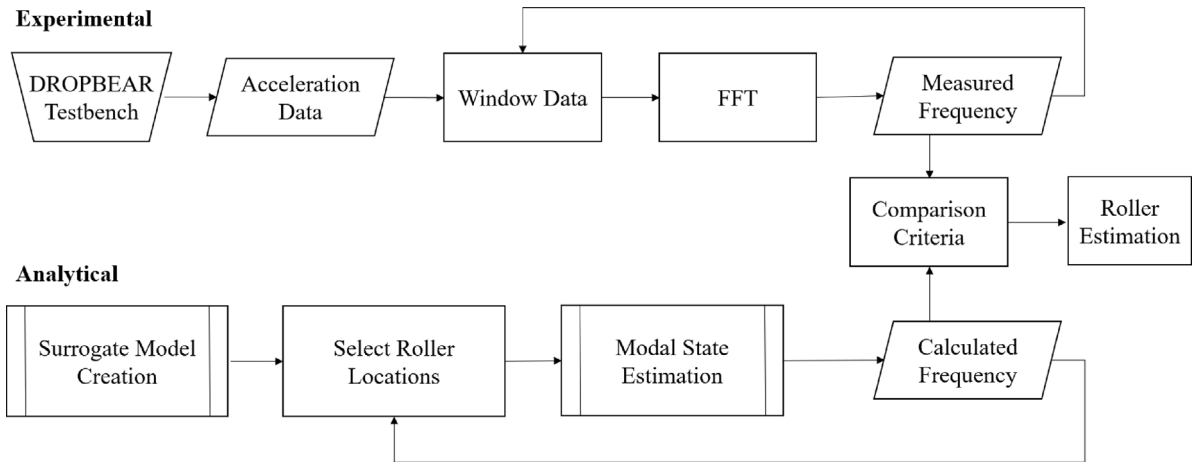 Experimental
DROPBEAR
Testbench
Acceleration
Data
Window Data
FFT
Measured
Frequency
Comparison
Criteria
Roller
Estimation
Analytical
Surrogate Model
Creation
Select Roller
Locations
Modal State
Estimation
Calculated
Frequency